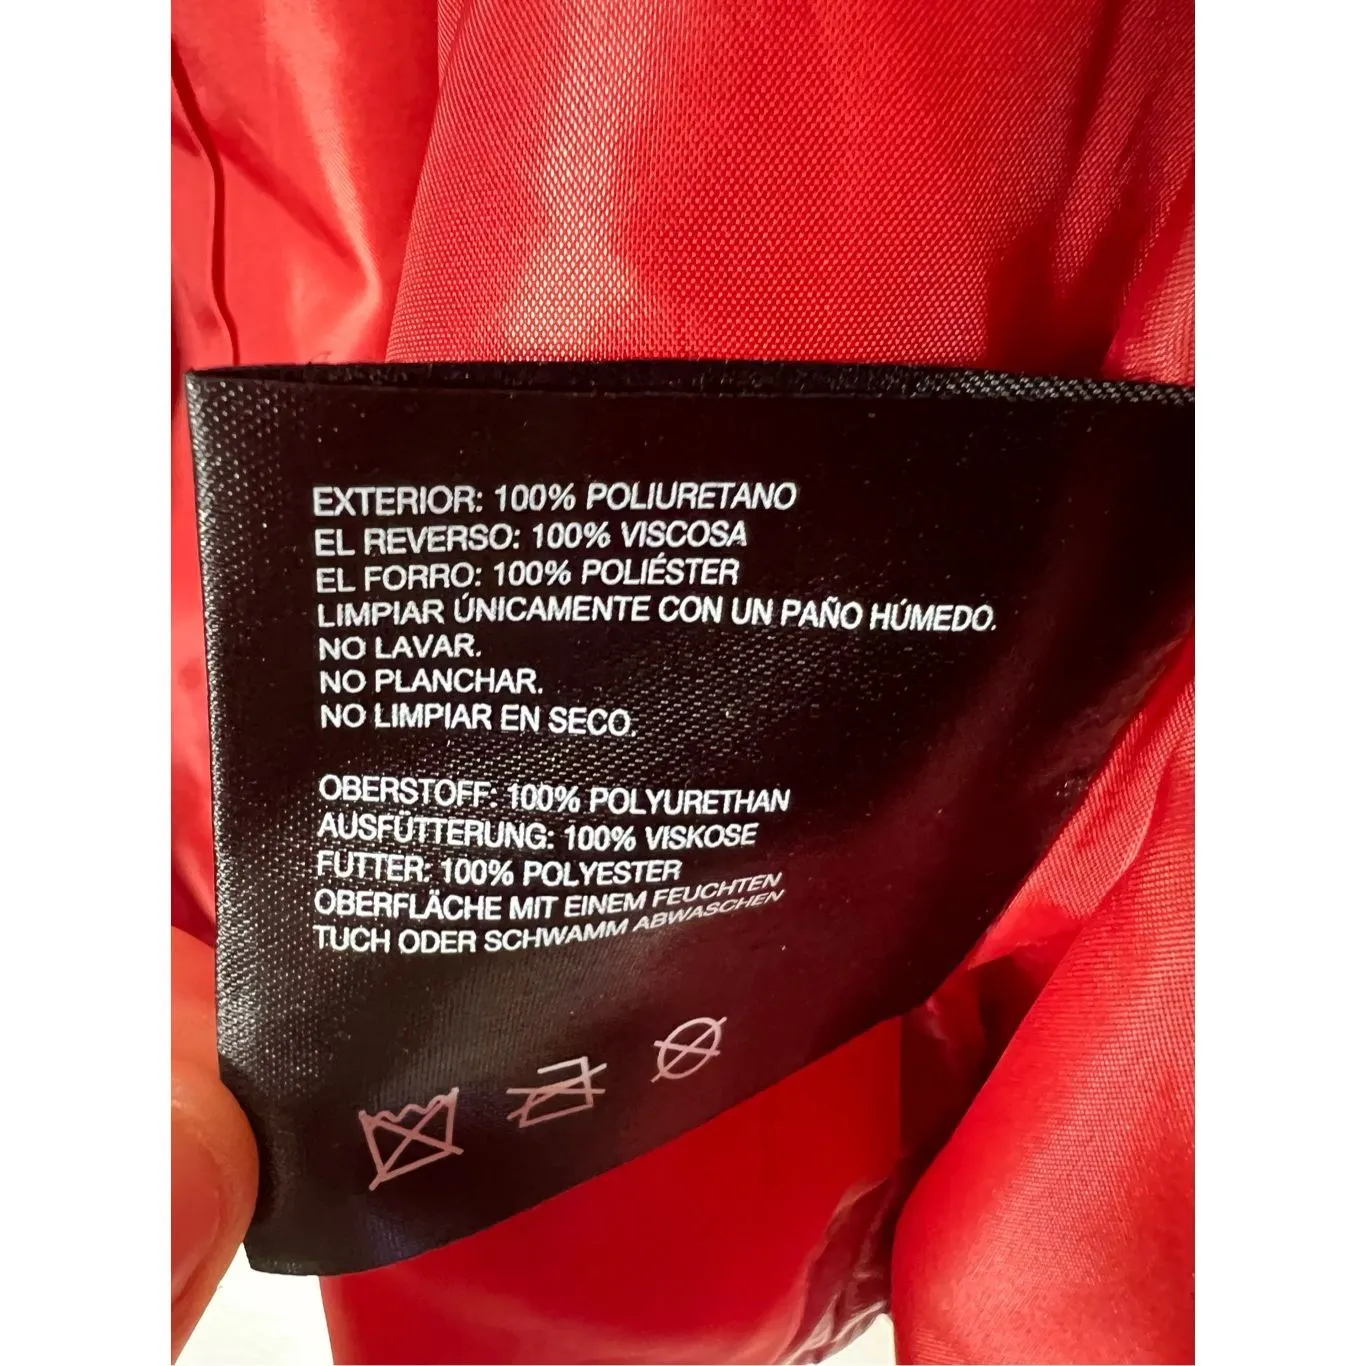 EXTERIOR: 100% POLIURETANO
EL REVERSO: 100% VISCOSA
EL FORRO: 100% POLIÉSTER
LIMPIAR ÚNICAMENTE CON UN PAÑO HÚMEDO.
NO LAVAR.
NO PLANCHAR.
NO LIMPIAR EN SECO.
OBERSTOFF: 100% POLYURETHAN
AUSFÜTTERUNG: 100% VISKOSE
FUTTER: 100% POLYESTER
OBERFLÄCHE MIT EINEM FEUCHTEN
TUCH ODER SCHWAMM ABWASCHEN